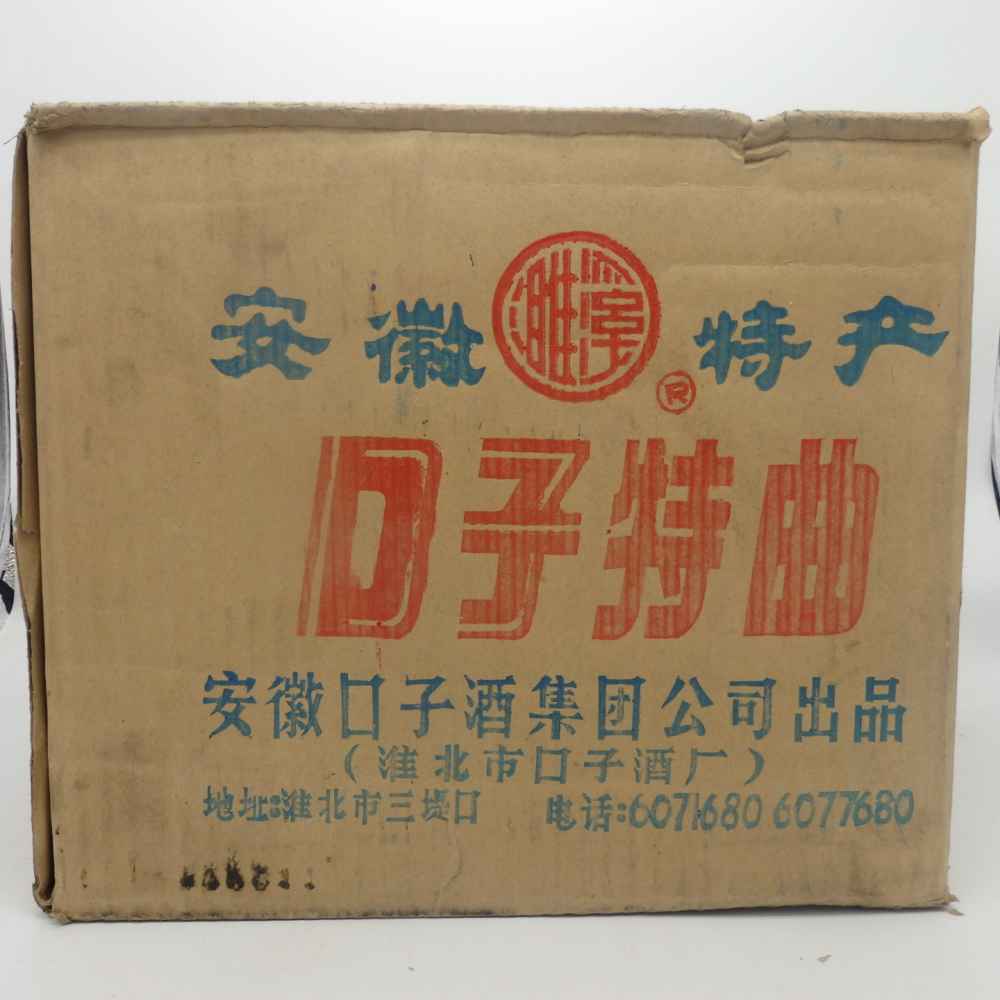 安徽 濉溪 ® 特产
口子特曲
安徽口子酒集团公司出品
(淮北市口子酒厂)
地址:淮北市三堤口 电话:6071680 6077680